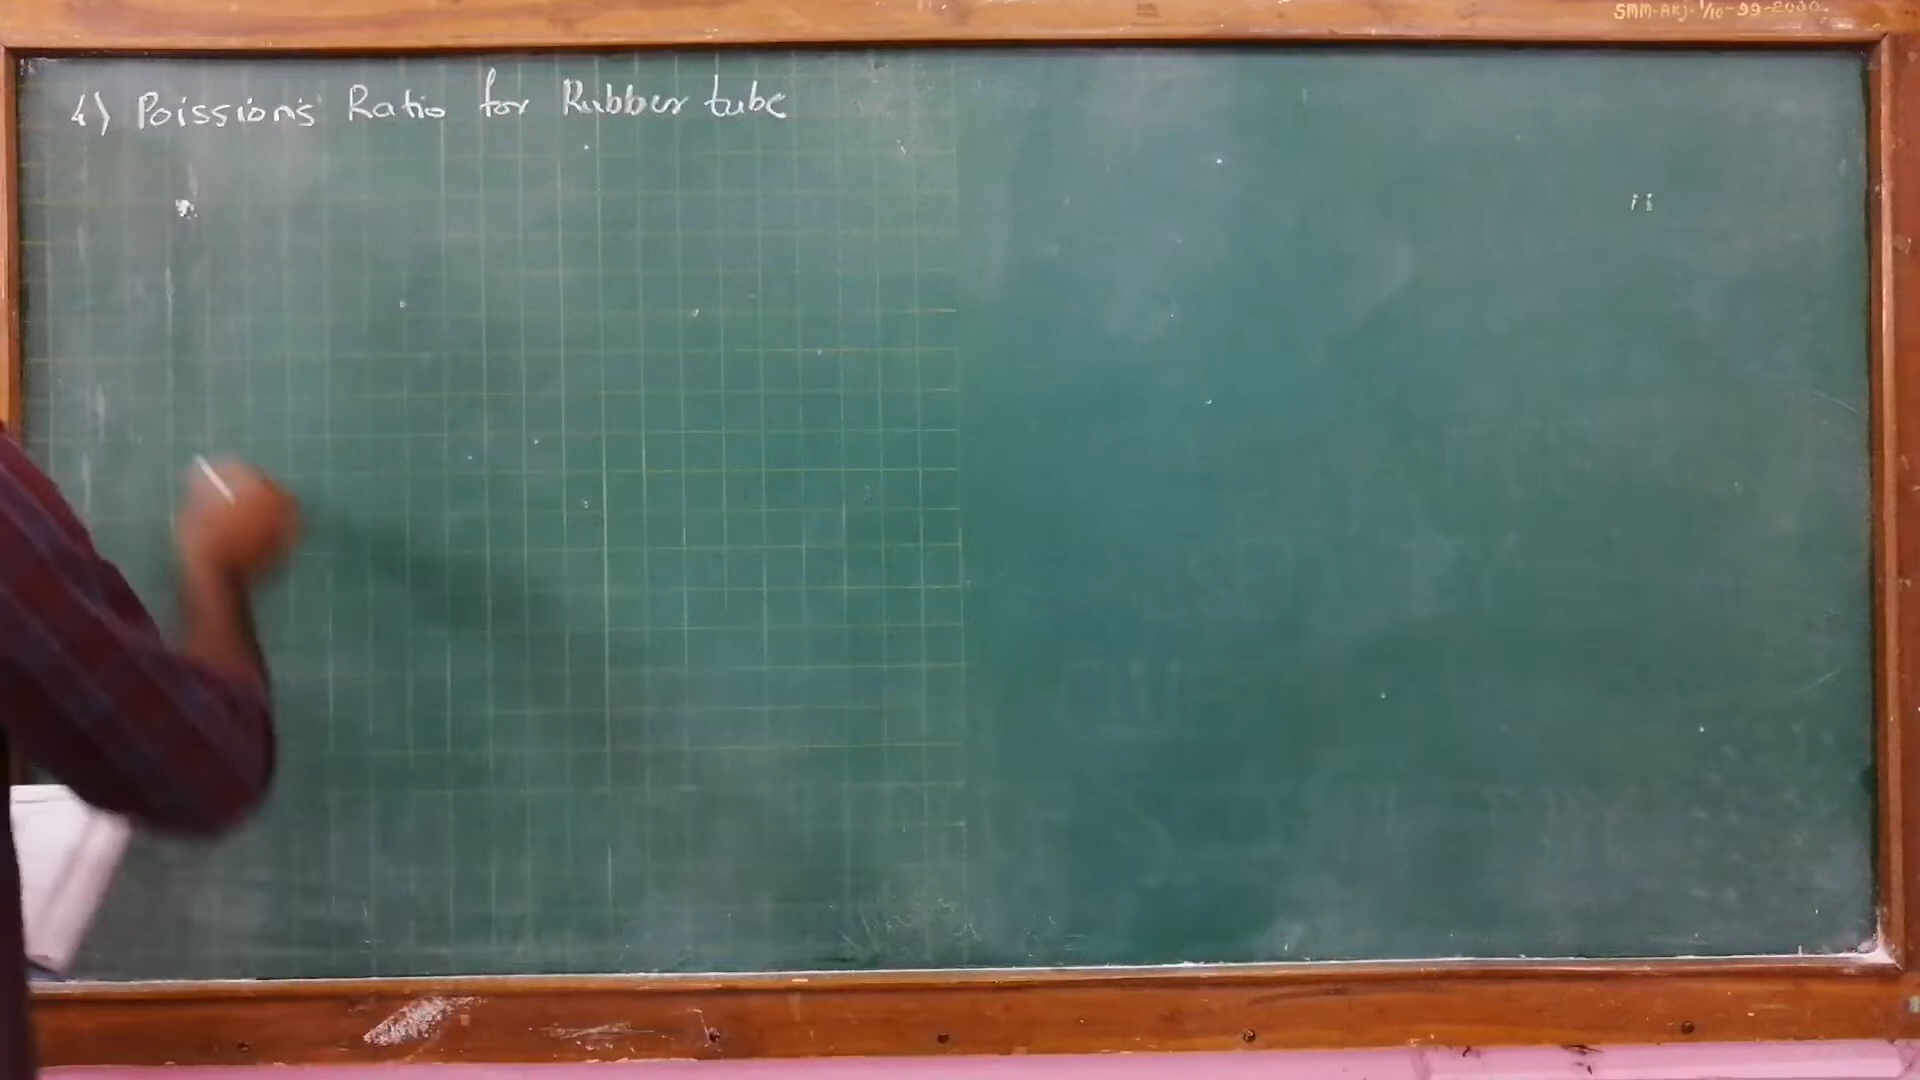 SMM-AKJ-1/10-99-2000.
4) Poission's Ratio for Rubber tube